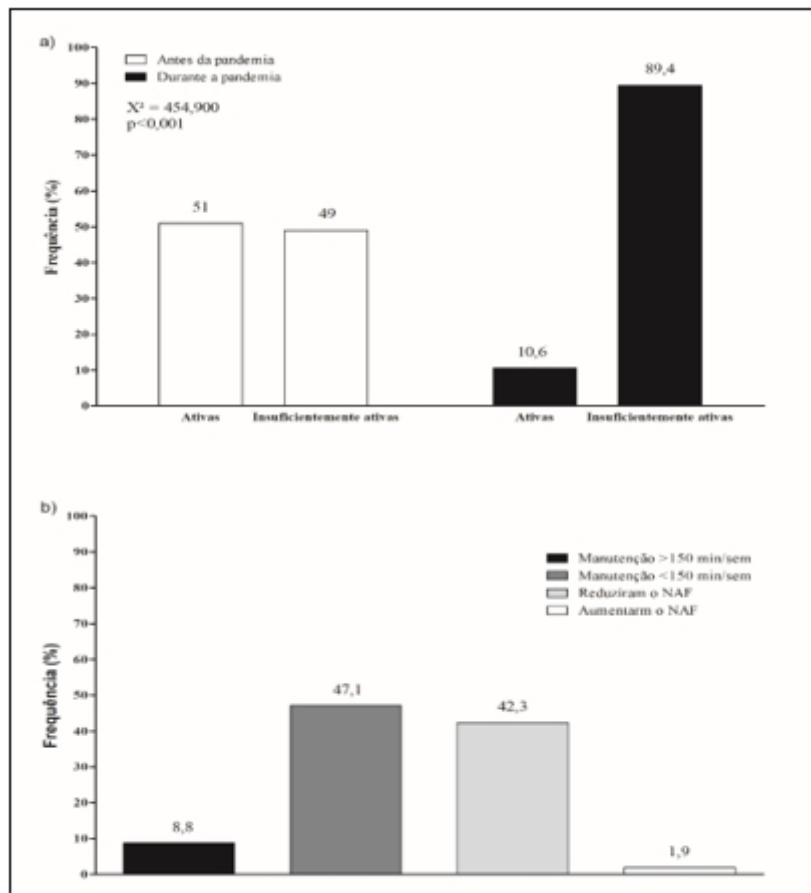 a)
100
90
80
70
60
50
40
30
20
10
0
Frequência (%)
Antes da pandemia
Durante a pandemia
X² = 454,900
p<0,001
51
49
10,6
89,4
Ativas
Insuficientemente ativas
Ativas
Insuficientemente ativas
b)
100
90
80
70
60
50
40
30
20
10
0
Frequência (%)
Manutenção >150 min/sem
Manutenção <150 min/sem
Reduziram o NAF
Aumentarm o NAF
8,8
47,1
42,3
1,9